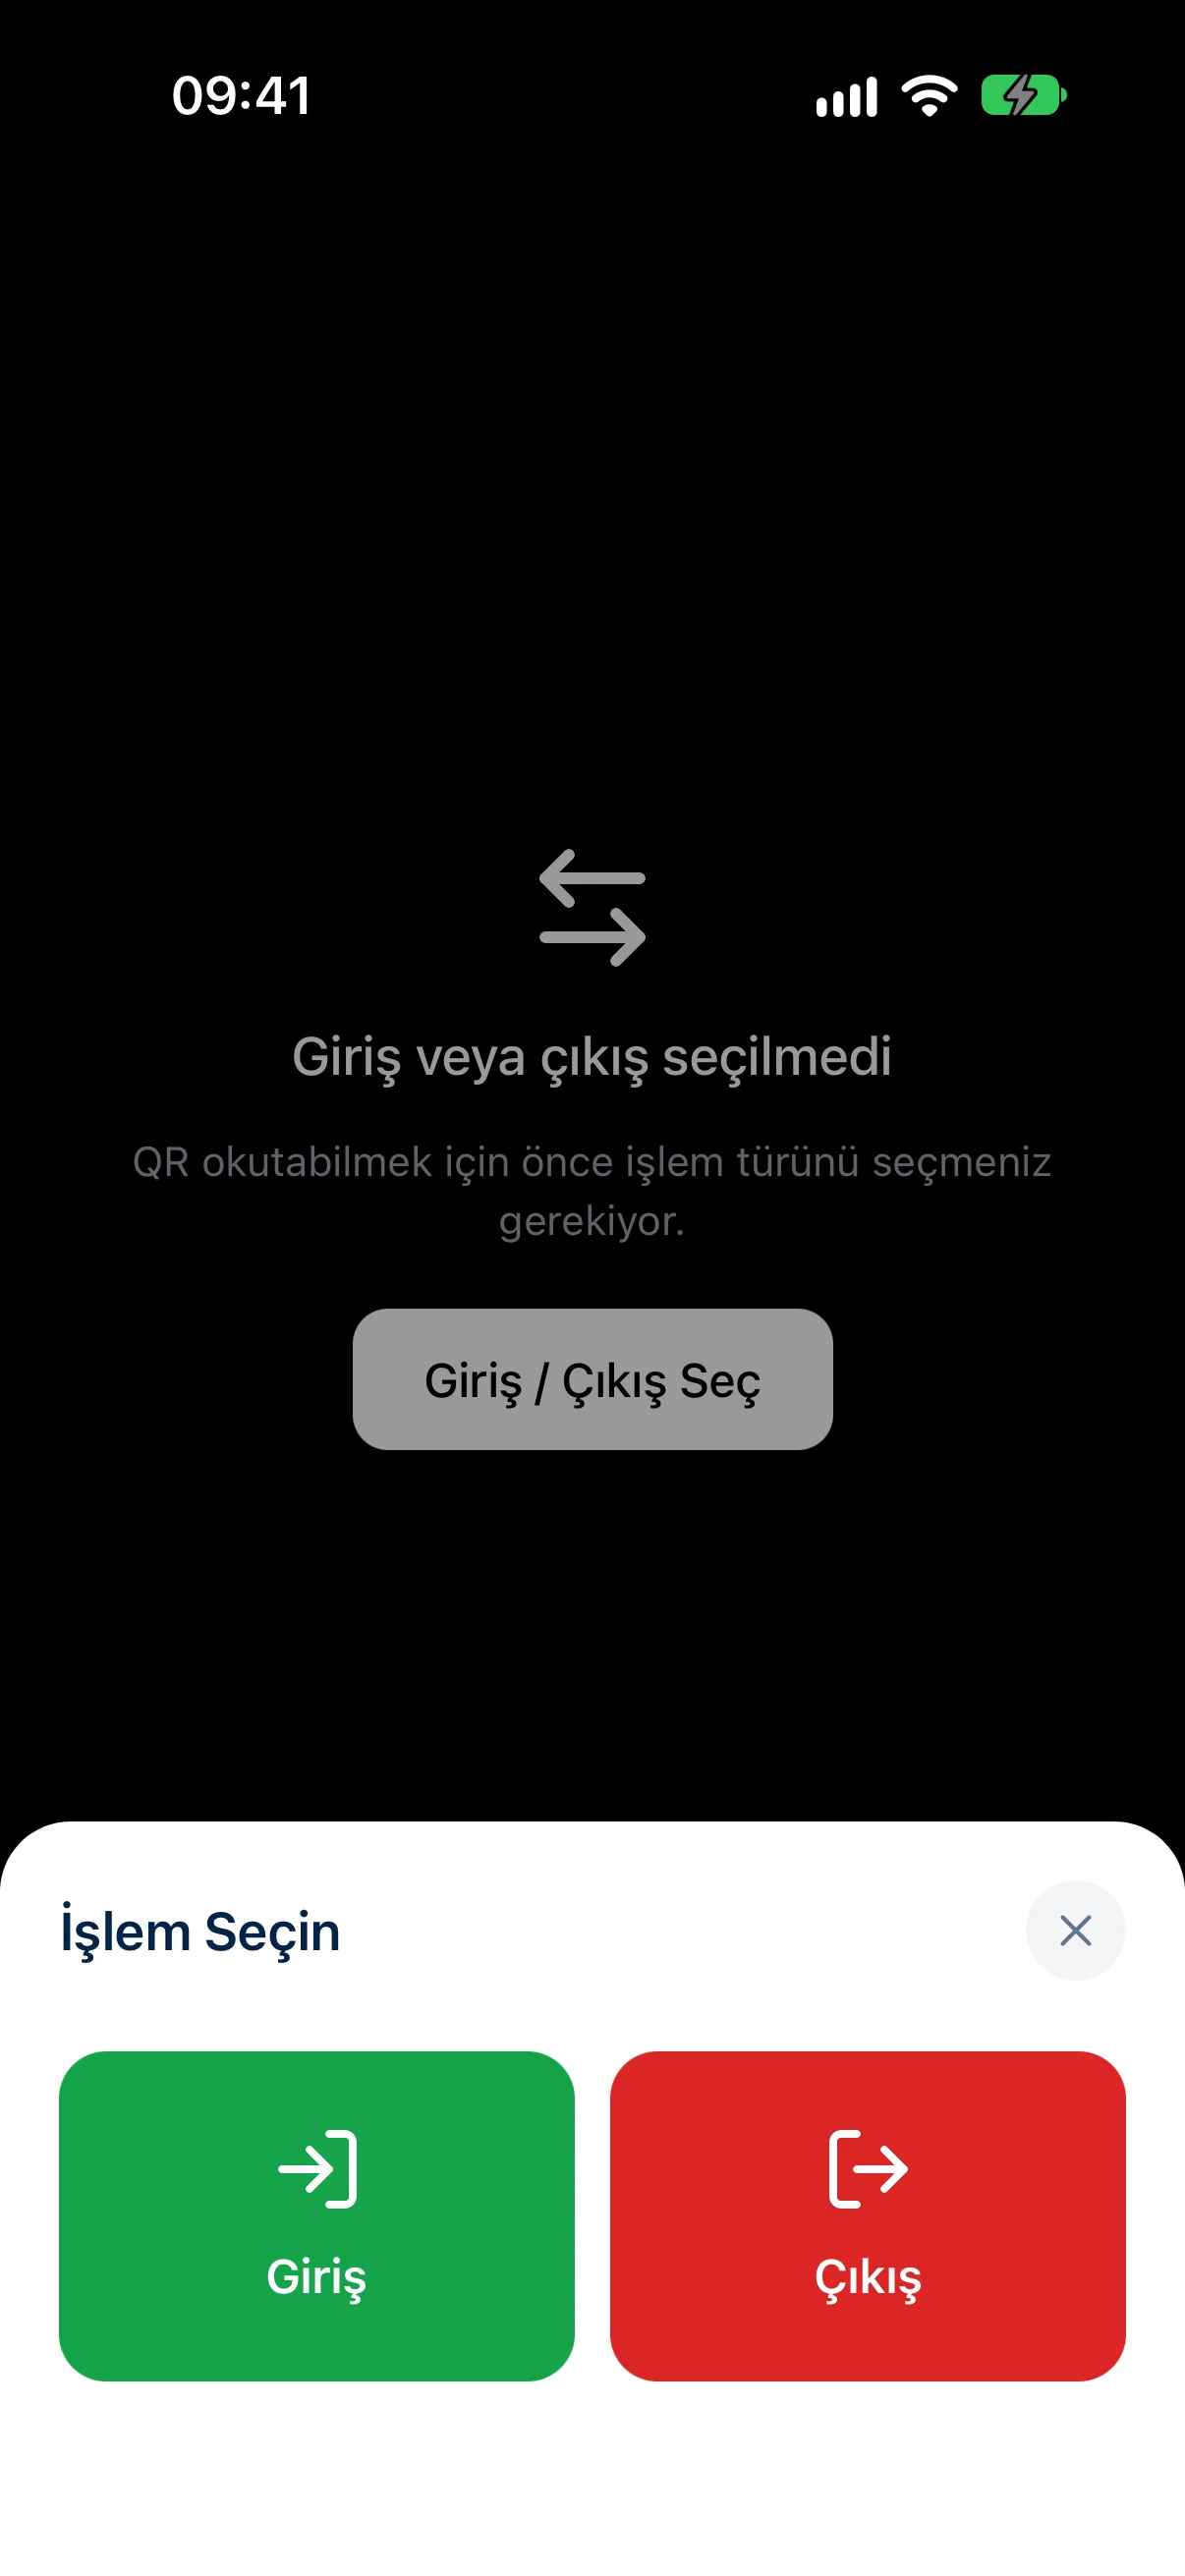 09:41
Giriş veya çıkış seçilmedi
QR okutabilmek için önce işlem türünü seçmeniz
gerekiyor.
Giriş / Çıkış Seç
İşlem Seçin
Giriş
Çıkış